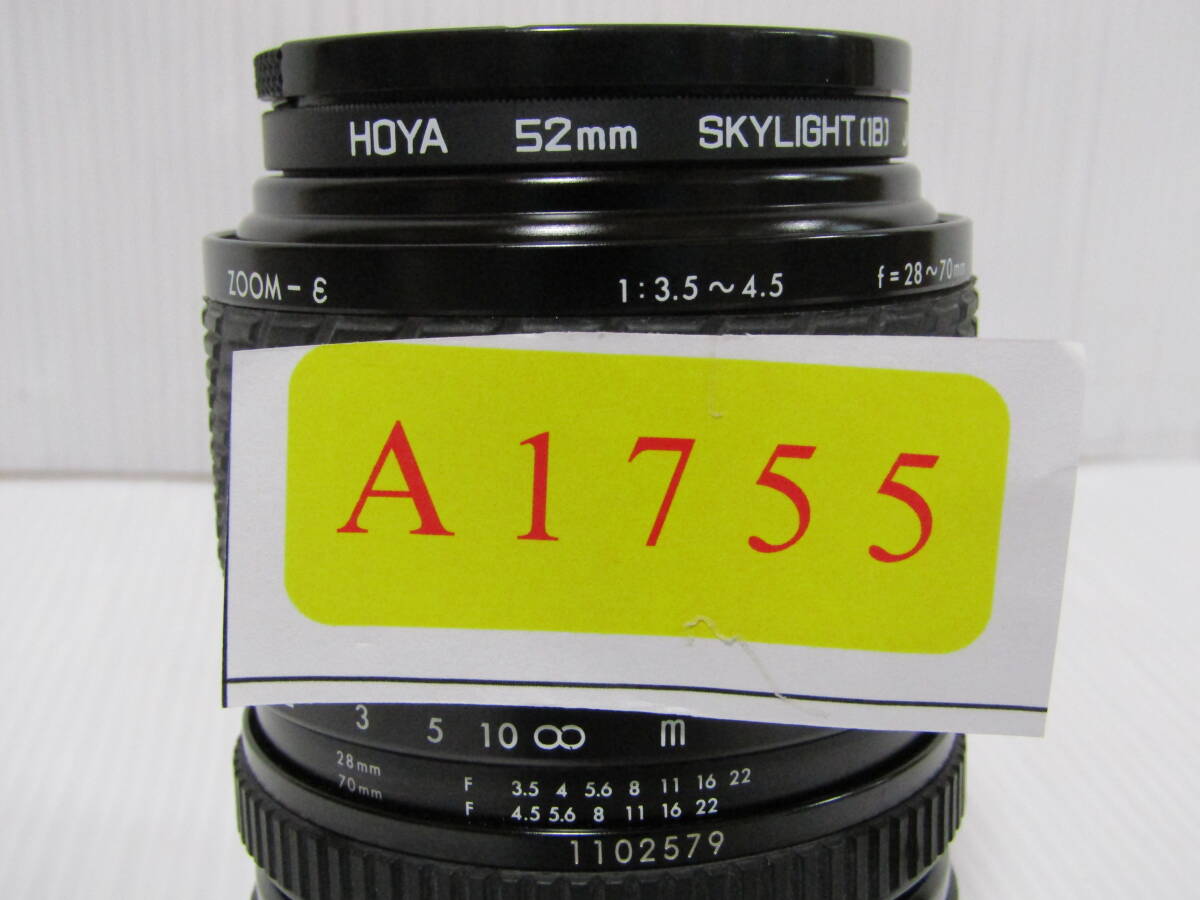 HOYA 52mm SKYLIGHT(1B)
ZOOM-ε 1:3.5~4.5 f=28~70mm
A1755
3 5 10 ∞ m
28mm F 3.5 4 5.6 8 11 16 22
70mm F 4.5 5.6 8 11 16 22
1102579